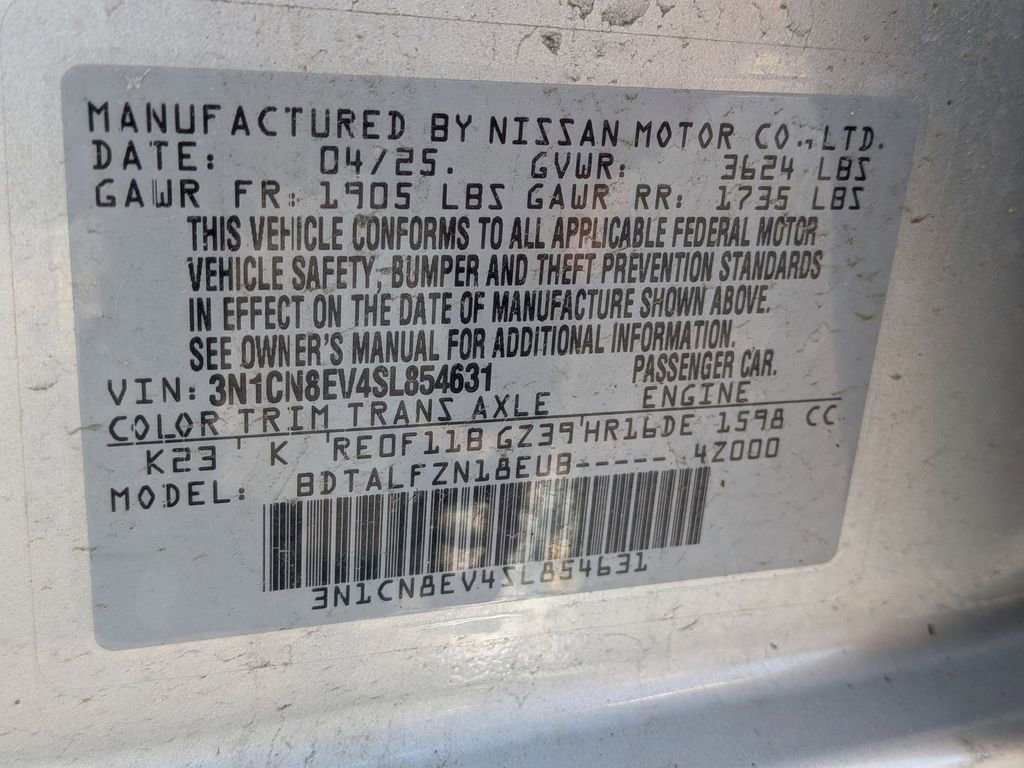 MANUFACTURED BY NISSAN MOTOR CO., LTD.
DATE: 04/25. GVWR: 3624 LBS
GAWR FR: 1905 LBS GAWR RR: 1735 LBS
THIS VEHICLE CONFORMS TO ALL APPLICABLE FEDERAL MOTOR
VEHICLE SAFETY, BUMPER AND THEFT PREVENTION STANDARDS
IN EFFECT ON THE DATE OF MANUFACTURE SHOWN ABOVE.
SEE OWNER'S MANUAL FOR ADDITIONAL INFORMATION.
VIN: 3N1CN8EV4SL854631 PASSENGER CAR.
COLOR TRIM TRANS AXLE ENGINE
K23 K RE0F11B GZ39 HR16DE 1598 CC
MODEL: BDTALFZN18EUB----- 4Z000
3N1CN8EV4SL854631